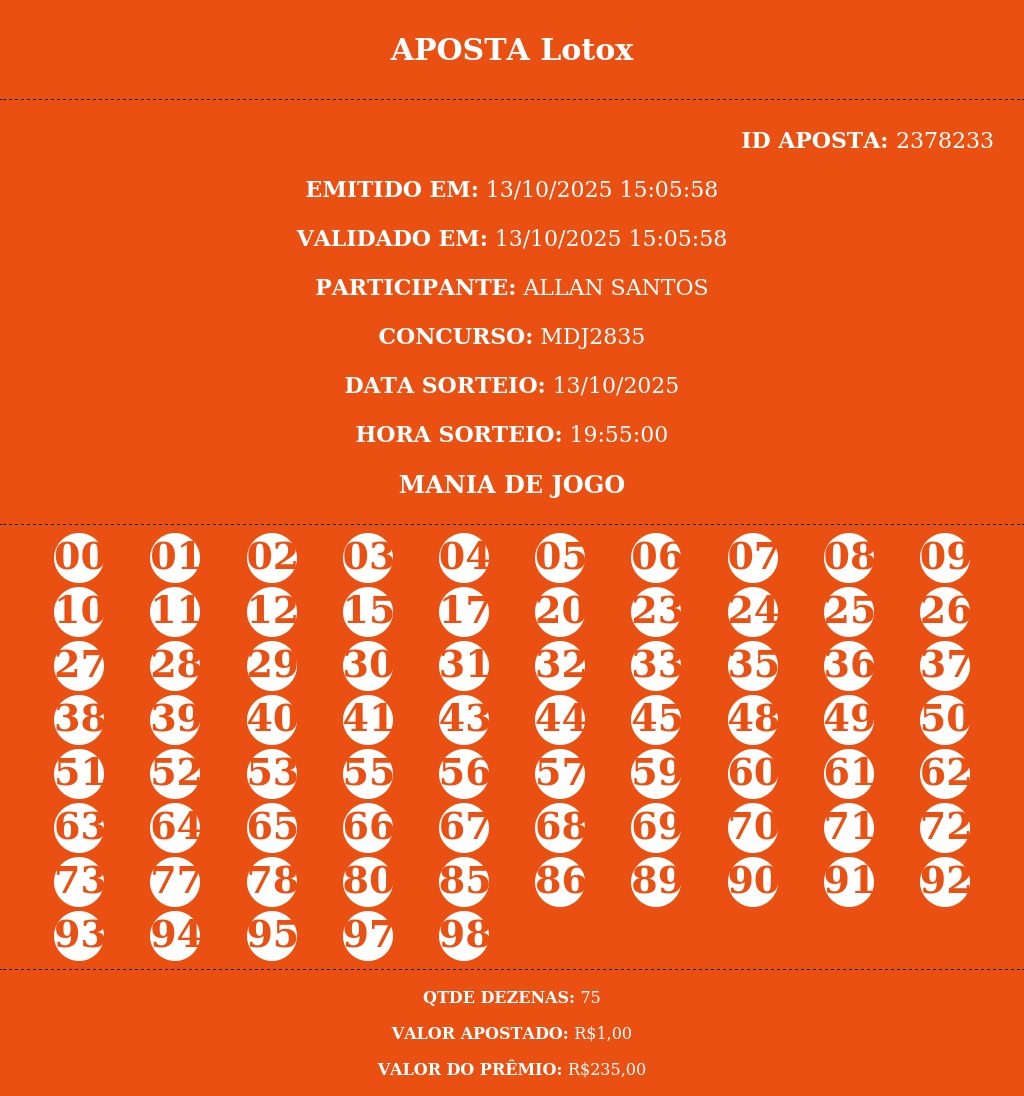 APOSTA Lotox
ID APOSTA: 2378233
EMITIDO EM: 13/10/2025 15:05:58
VALIDADO EM: 13/10/2025 15:05:58
PARTICIPANTE: ALLAN SANTOS
CONCURSO: MDJ2835
DATA SORTEIO: 13/10/2025
HORA SORTEIO: 19:55:00
MANIA DE JOGO
00 01 02 03 04 05 06 07 08 09
10 11 12 15 17 20 23 24 25 26
27 28 29 30 31 32 33 35 36 37
38 39 40 41 43 44 45 48 49 50
51 52 53 55 56 57 59 60 61 62
63 64 65 66 67 68 69 70 71 72
73 77 78 80 85 86 89 90 91 92
93 94 95 97 98
QTDE DEZENAS: 75
VALOR APOSTADO: R$1,00
VALOR DO PRÊMIO: R$235,00